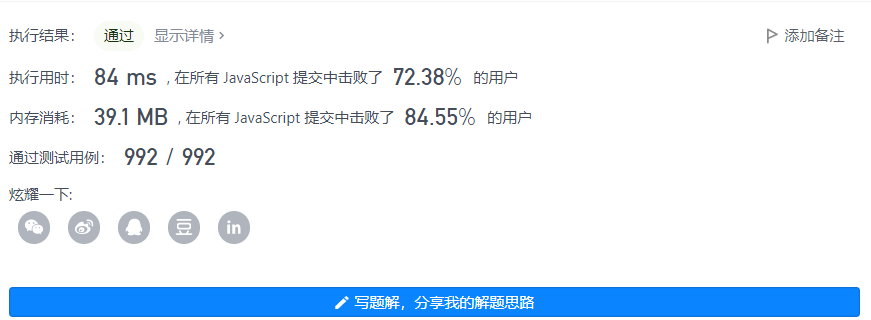 执行结果： 通过 显示详情 › 添加备注
执行用时： 84 ms , 在所有 JavaScript 提交中击败了 72.38% 的用户
内存消耗： 39.1 MB , 在所有 JavaScript 提交中击败了 84.55% 的用户
通过测试用例： 992 / 992
炫耀一下:
豆 in
写题解，分享我的解题思路